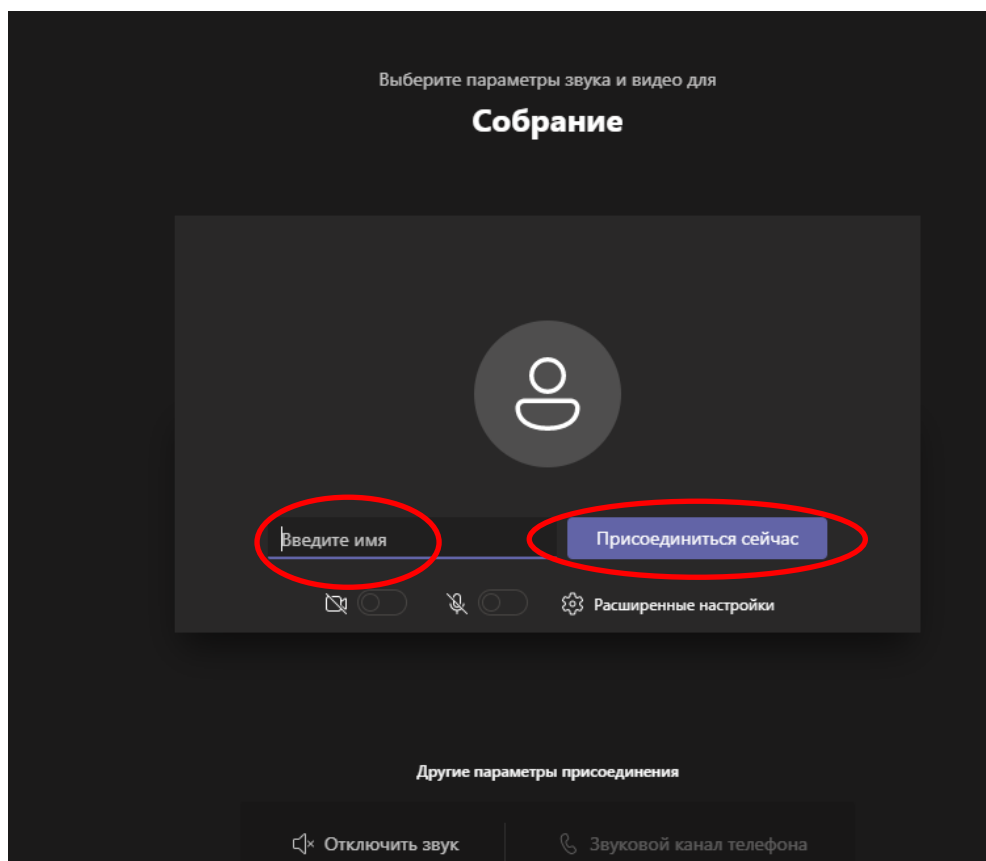 Выберите параметры звука и видео для
Собрание
Введите имя
Присоединиться сейчас
Расширенные настройки
Другие параметры присоединения
Отключить звук
Звуковой канал телефона